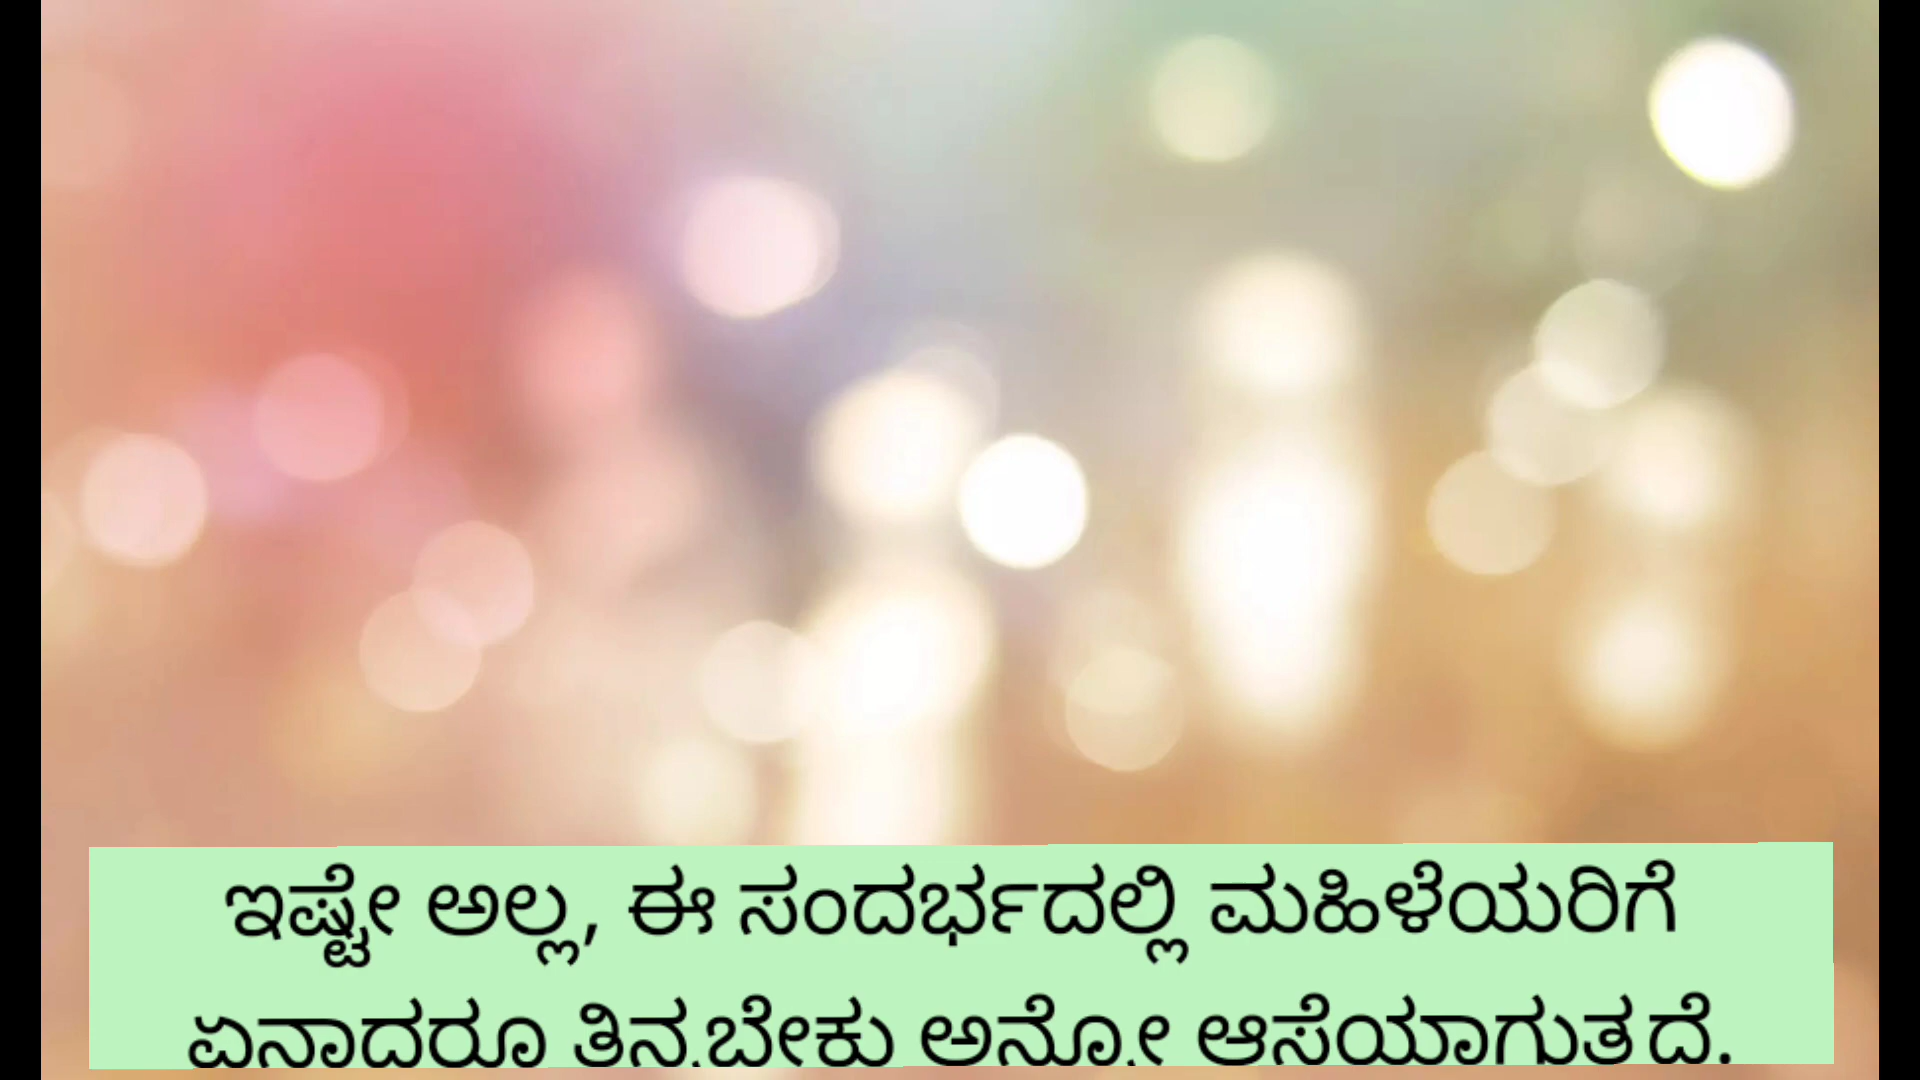 ಇಷ್ಟೇ ಅಲ್ಲ, ಈ ಸಂದರ್ಭದಲ್ಲಿ ಮಹಿಳೆಯರಿಗೆ
ಏನಾದರೂ ತಿನ್ನಬೇಕು ಅನ್ನೋ ಆಸೆಯಾಗುತ್ತದೆ.